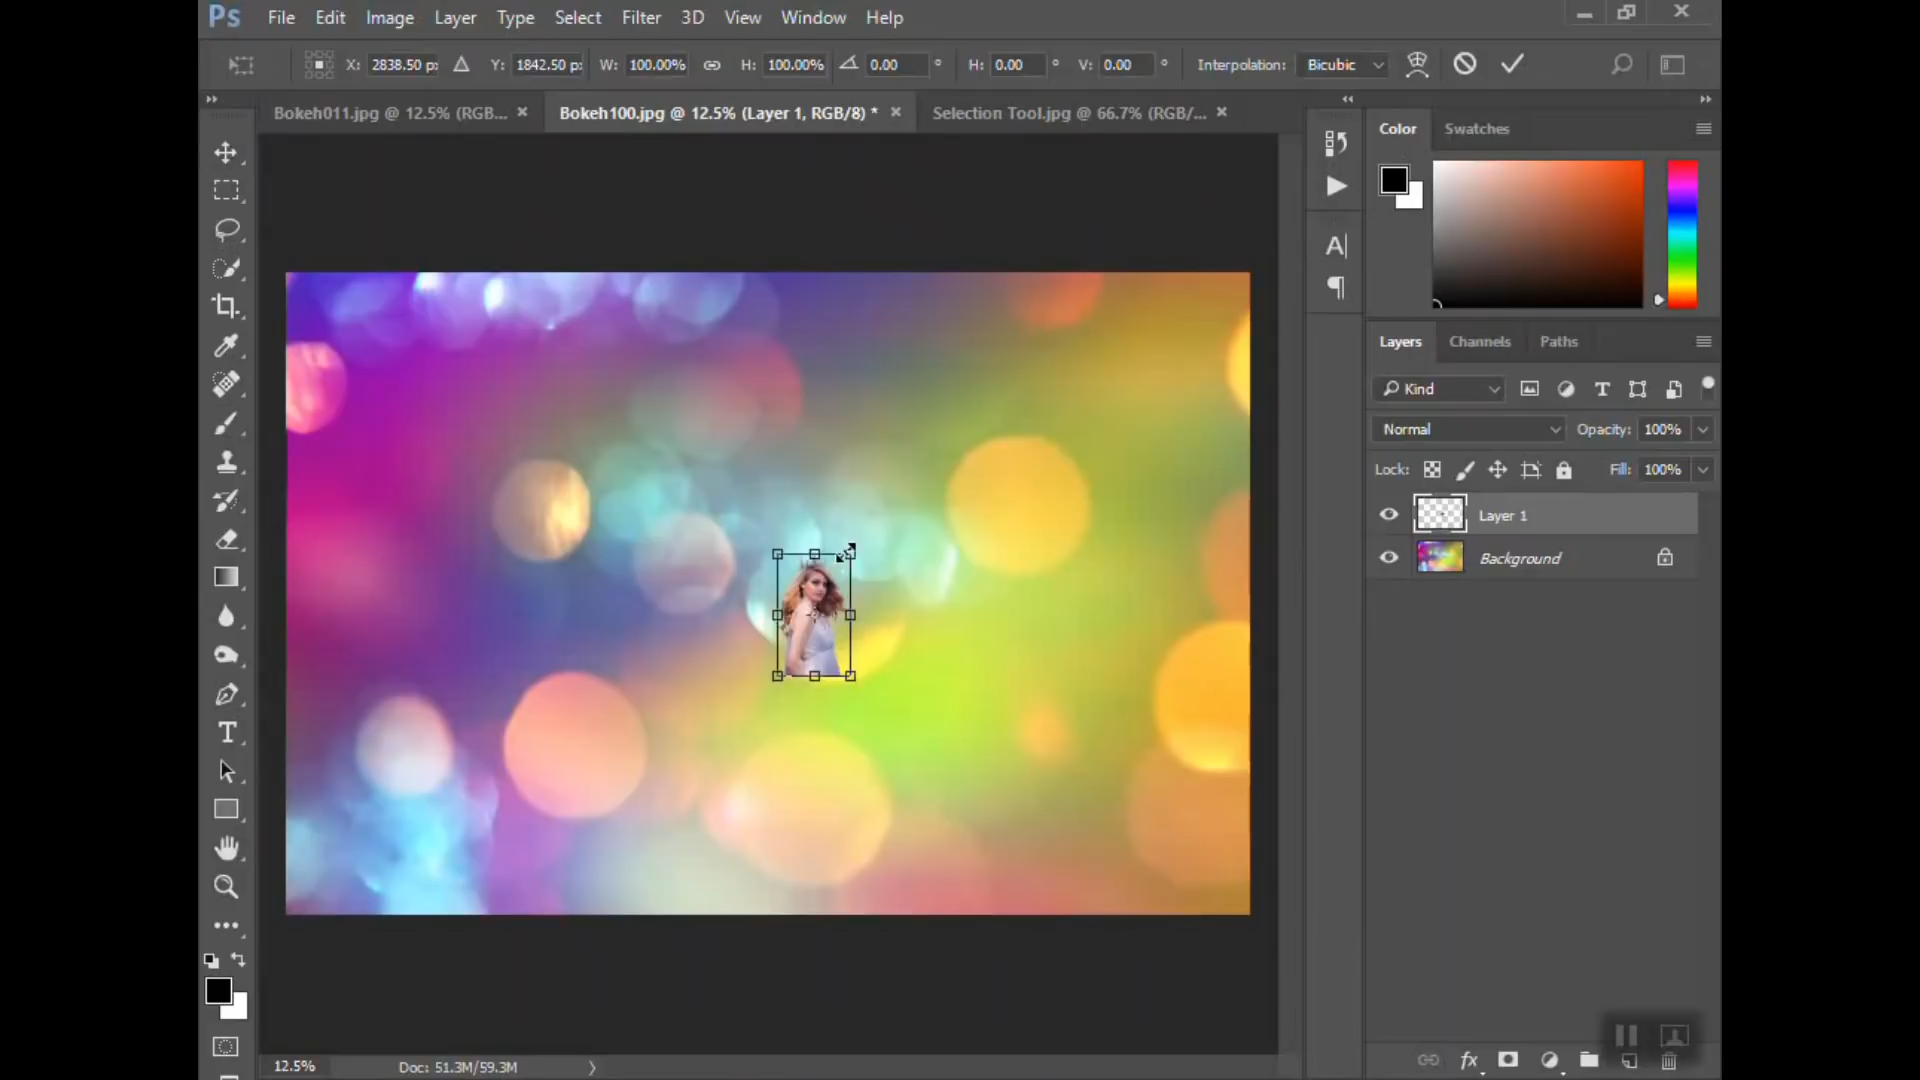 Ps File Edit Image Layer Type Select Filter 3D View Window Help
X: 2838.50 p: Y: 1842.50 p: W: 100.00% H: 100.00% 0.00 ° H: 0.00 ° V: 0.00 ° Interpolation: Bicubic
Bokeh011.jpg @ 12.5% (RGB... × Bokeh100.jpg @ 12.5% (Layer 1, RGB/8) * × Selection Tool.jpg @ 66.7% (RGB/... ×
Color Swatches
Layers Channels Paths
Kind
Normal Opacity: 100%
Lock: Fill: 100%
Layer 1
Background
12.5% Doc: 51.3M/59.3M